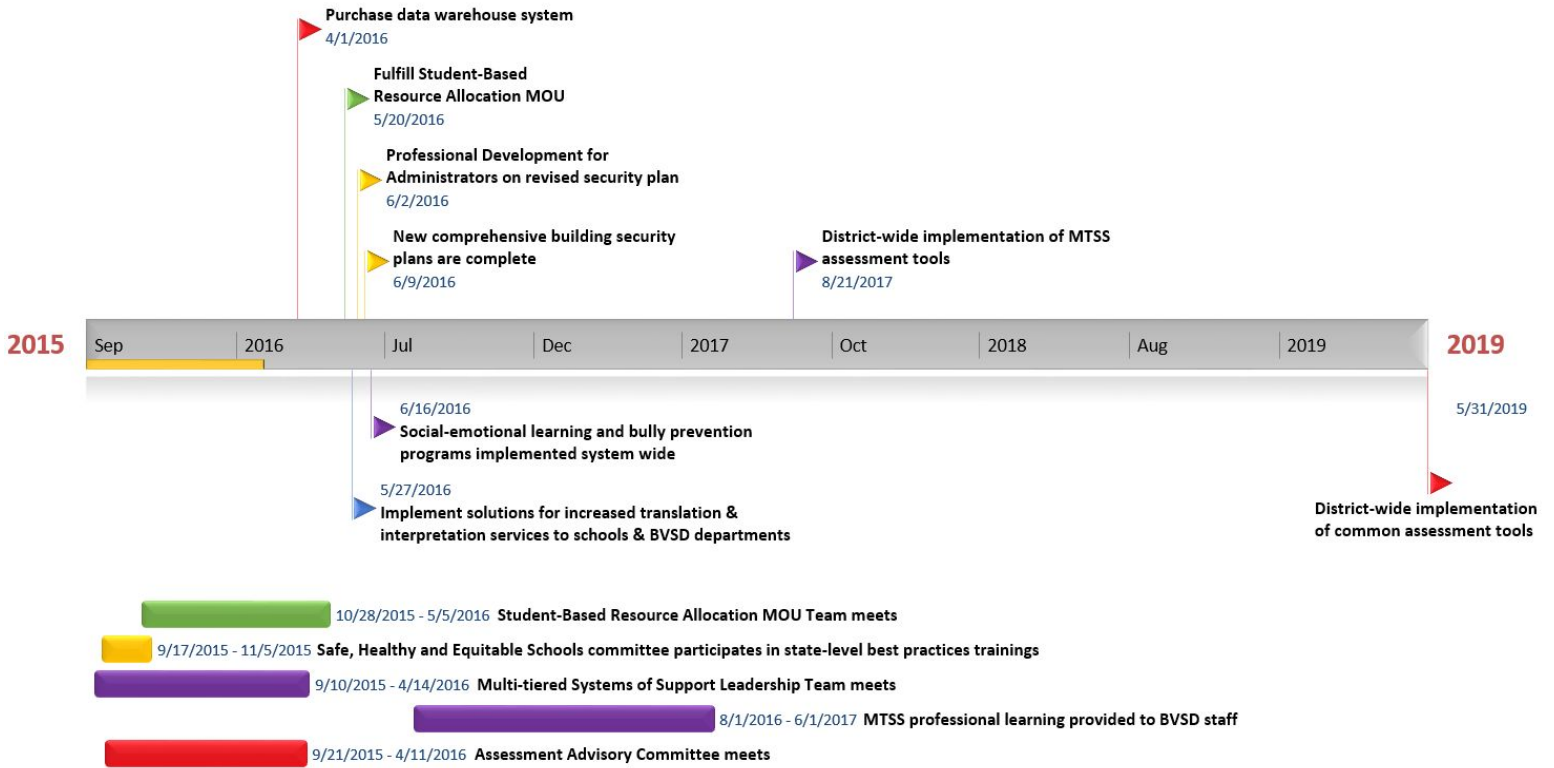 Purchase data warehouse system
4/1/2016
Fulfill Student-Based
Resource Allocation MOU
5/20/2016
Professional Development for
Administrators on revised security plan
6/2/2016
New comprehensive building security
plans are complete
6/9/2016
District-wide implementation of MTSS
assessment tools
8/21/2017
2015
Sep
2016
Jul
Dec
2017
Oct
2018
Aug
2019
2019
6/16/2016
Social-emotional learning and bully prevention
programs implemented system wide
5/27/2016
Implement solutions for increased translation &
interpretation services to schools & BVSD departments
5/31/2019
District-wide implementation
of common assessment tools
10/28/2015 - 5/5/2016 Student-Based Resource Allocation MOU Team meets
9/17/2015 - 11/5/2015 Safe, Healthy and Equitable Schools committee participates in state-level best practices trainings
9/10/2015 - 4/14/2016 Multi-tiered Systems of Support Leadership Team meets
8/1/2016 - 6/1/2017 MTSS professional learning provided to BVSD staff
9/21/2015 - 4/11/2016 Assessment Advisory Committee meets